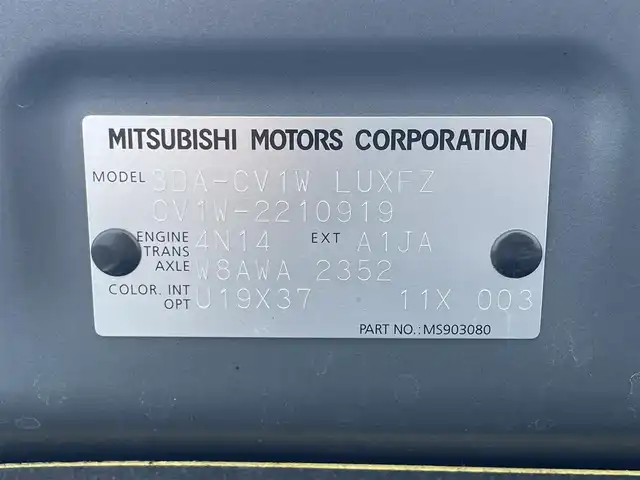 MITSUBISHI MOTORS CORPORATION
MODEL 3DA-CV1W LUXFZ
CV1W-2210919
ENGINE 4N14 EXT A1JA
TRANS
AXLE W8AWA 2352
COLOR. INT
OPT U19X37 11X 003
PART NO.: MS903080